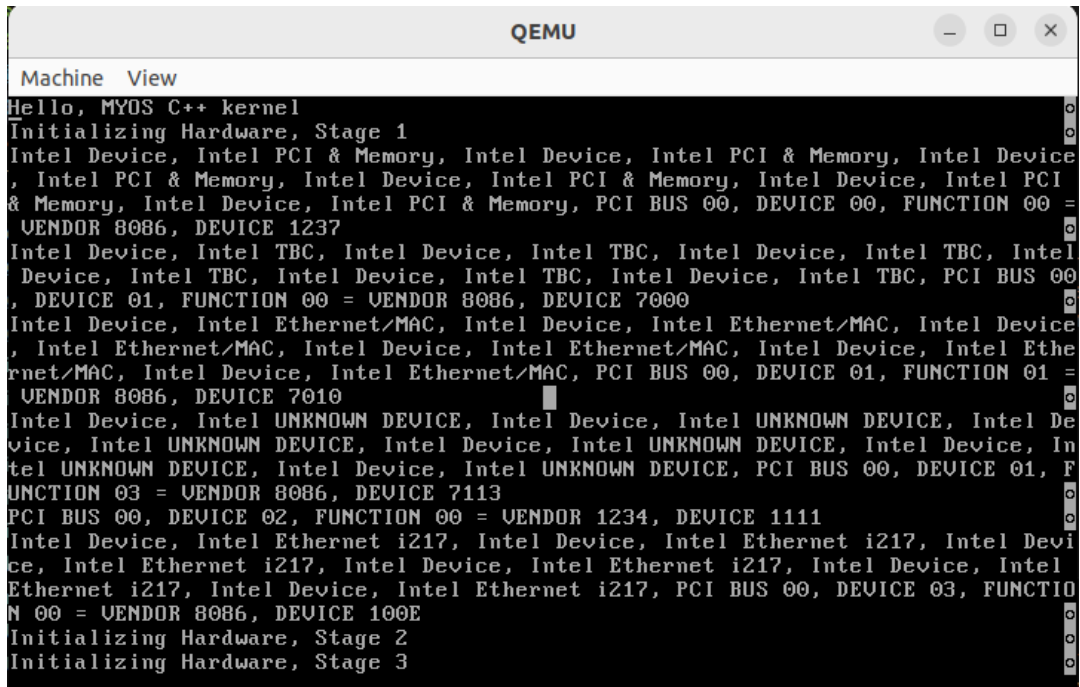 QEMU
Machine View
Hello, MYOS C++ kernel
Initializing Hardware, Stage 1
Intel Device, Intel PCI & Memory, Intel Device, Intel PCI & Memory, Intel Device
, Intel PCI & Memory, Intel Device, Intel PCI & Memory, Intel Device, Intel PCI
& Memory, Intel Device, Intel PCI & Memory, PCI BUS 00, DEVICE 00, FUNCTION 00 =
VENDOR 8086, DEVICE 1237
Intel Device, Intel TBC, Intel Device, Intel TBC, Intel Device, Intel TBC, Intel
Device, Intel TBC, Intel Device, Intel TBC, Intel Device, Intel TBC, PCI BUS 00
, DEVICE 01, FUNCTION 00 = VENDOR 8086, DEVICE 7000
Intel Device, Intel Ethernet/MAC, Intel Device, Intel Ethernet/MAC, Intel Device
, Intel Ethernet/MAC, Intel Device, Intel Ethernet/MAC, Intel Device, Intel Ethe
rnet/MAC, Intel Device, Intel Ethernet/MAC, PCI BUS 00, DEVICE 01, FUNCTION 01 =
VENDOR 8086, DEVICE 7010
Intel Device, Intel UNKNOWN DEVICE, Intel Device, Intel UNKNOWN DEVICE, Intel De
vice, Intel UNKNOWN DEVICE, Intel Device, Intel UNKNOWN DEVICE, Intel Device, In
tel UNKNOWN DEVICE, Intel Device, Intel UNKNOWN DEVICE, PCI BUS 00, DEVICE 01, F
UNCTION 03 = VENDOR 8086, DEVICE 7113
PCI BUS 00, DEVICE 02, FUNCTION 00 = VENDOR 1234, DEVICE 1111
Intel Device, Intel Ethernet i217, Intel Device, Intel Ethernet i217, Intel Devi
ce, Intel Ethernet i217, Intel Device, Intel Ethernet i217, Intel Device, Intel
Ethernet i217, Intel Device, Intel Ethernet i217, PCI BUS 00, DEVICE 03, FUNCTIO
N 00 = VENDOR 8086, DEVICE 100E
Initializing Hardware, Stage 2
Initializing Hardware, Stage 3